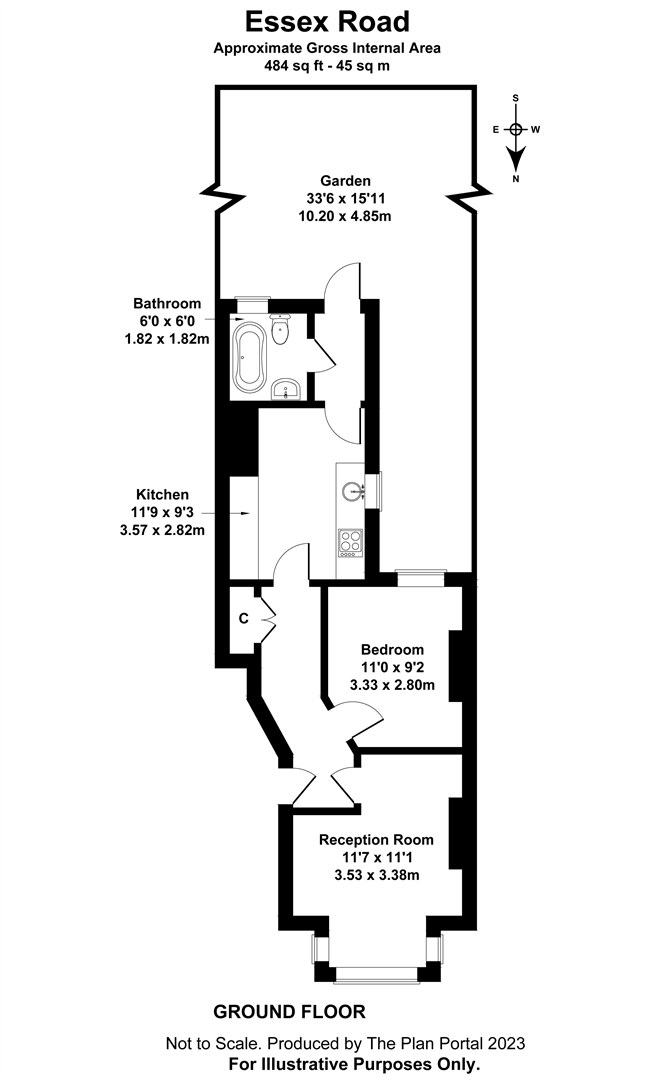 Essex Road
Approximate Gross Internal Area
484 sq ft - 45 sq m
S
E W
N
Garden
33'6 x 15'11
10.20 x 4.85m
Bathroom
6'0 x 6'0
1.82 x 1.82m
Kitchen
11'9 x 9'3
3.57 x 2.82m
C
Bedroom
11'0 x 9'2
3.33 x 2.80m
Reception Room
11'7 x 11'1
3.53 x 3.38m
GROUND FLOOR
Not to Scale. Produced by The Plan Portal 2023
For Illustrative Purposes Only.